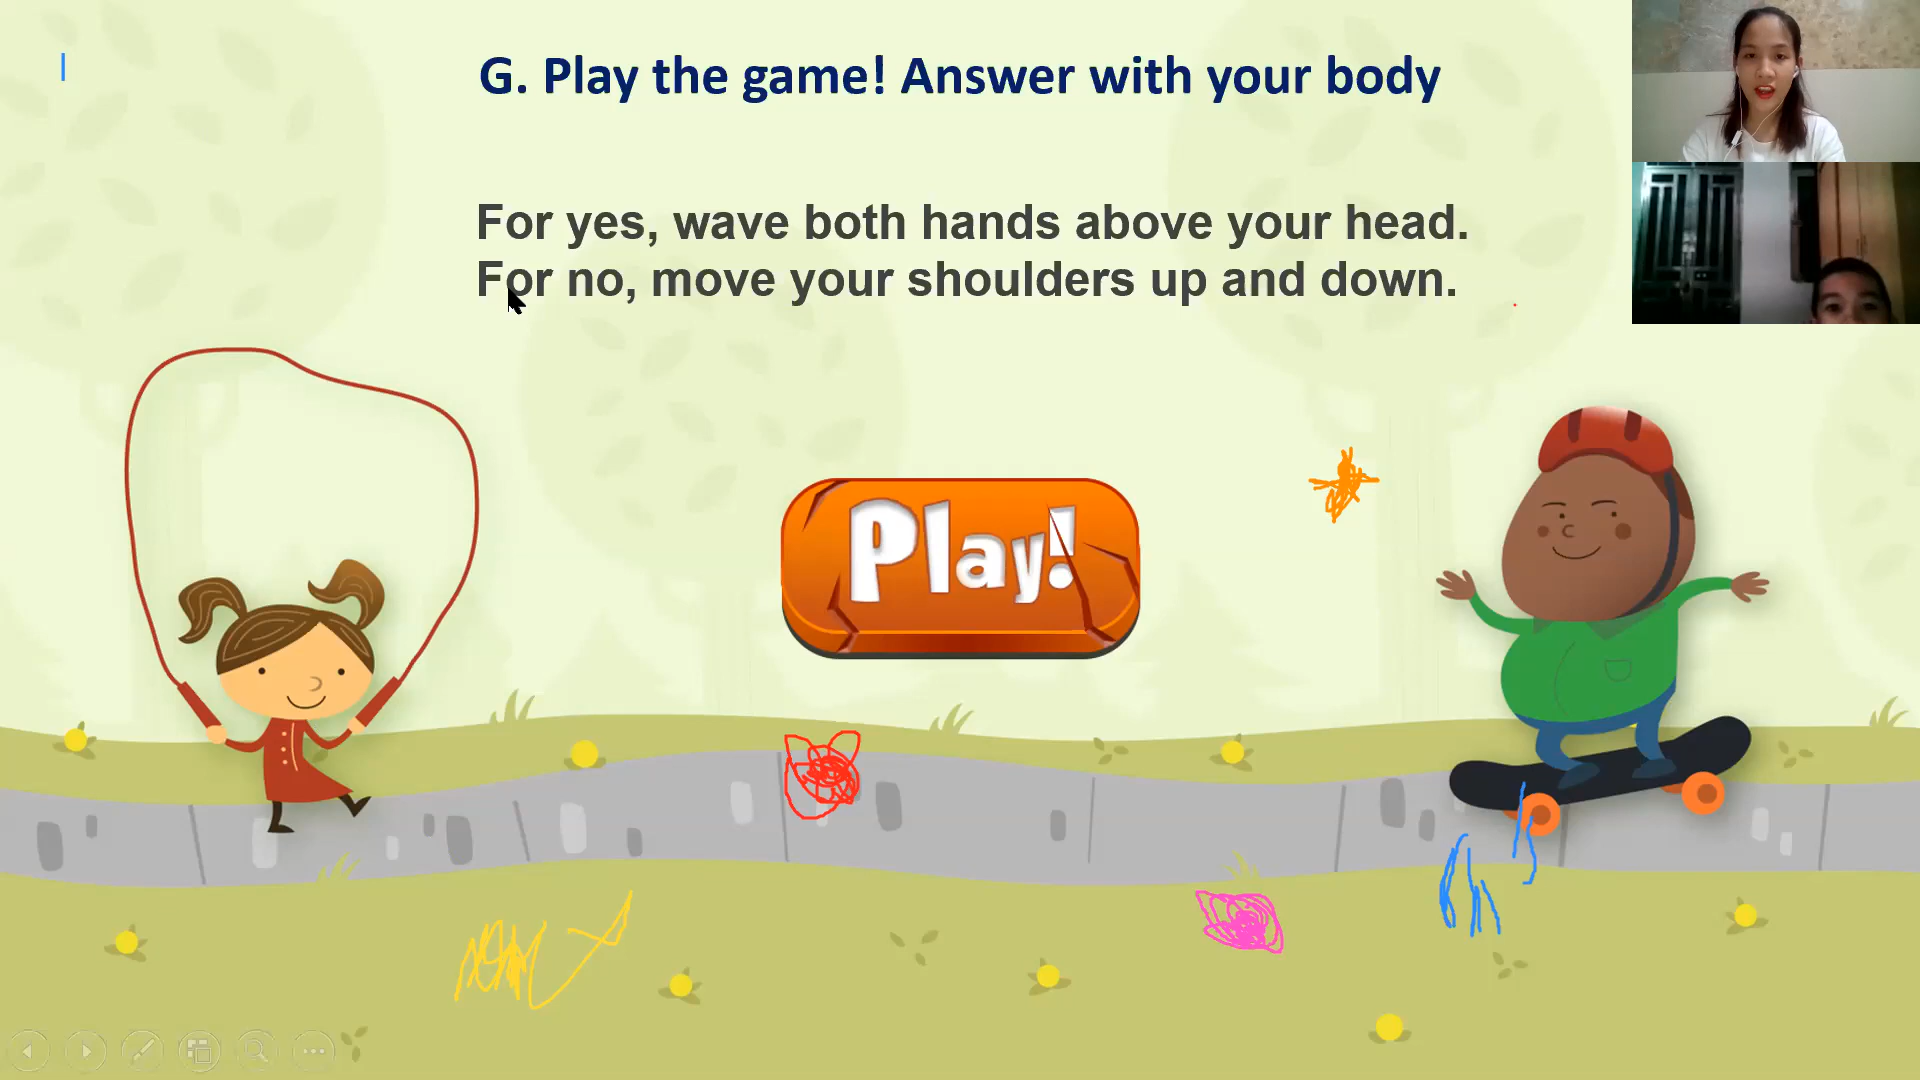 G. Play the game! Answer with your body
For yes, wave both hands above your head.
For no, move your shoulders up and down.
Play!